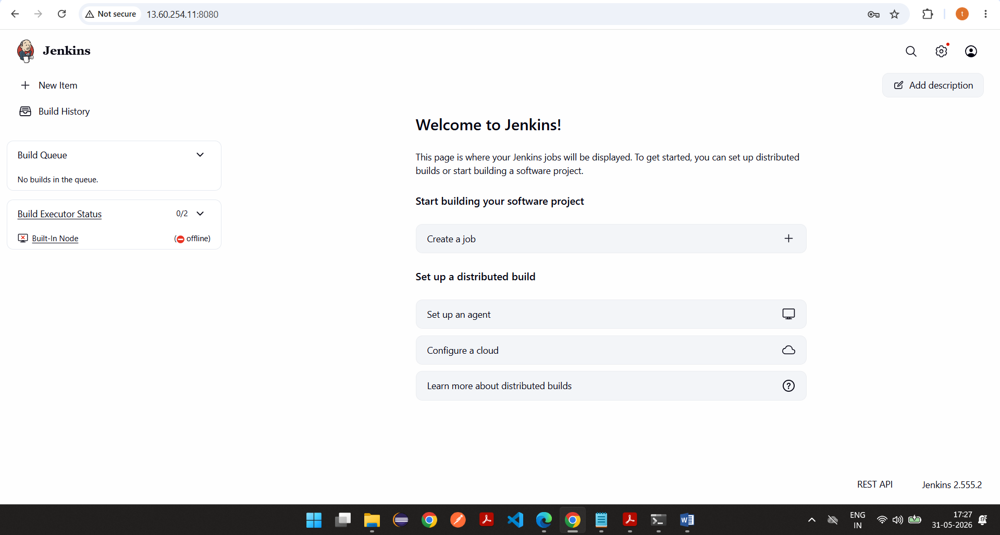 Not secure
13.60.254.11:8080
t
Jenkins
New Item
Add description
Build History
Welcome to Jenkins!
Build Queue
No builds in the queue.
This page is where your Jenkins jobs will be displayed. To get started, you can set up distributed
builds or start building a software project.
Build Executor Status
0/2
Built-In Node
(offline)
Start building your software project
Create a job
Set up a distributed build
Set up an agent
Configure a cloud
Learn more about distributed builds
REST API
Jenkins 2.555.2
ENG
IN
17:27
31-05-2026